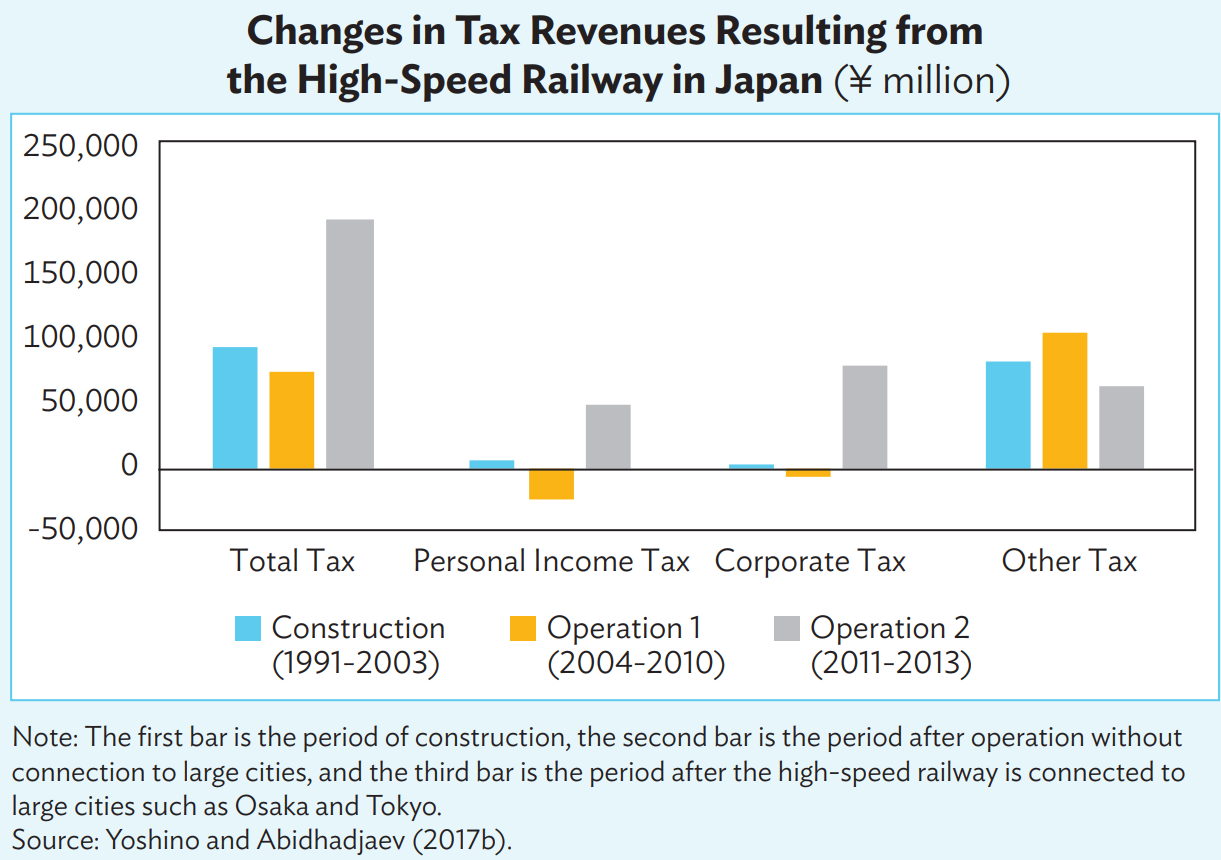 Changes in Tax Revenues Resulting from
the High-Speed Railway in Japan (¥ million)
250,000
200,000
150,000
100,000
50,000
0
-50,000
Total Tax
Personal Income Tax
Corporate Tax
Other Tax
Construction
(1991–2003)
Operation 1
(2004–2010)
Operation 2
(2011–2013)
Note: The first bar is the period of construction, the second bar is the period after operation without
connection to large cities, and the third bar is the period after the high-speed railway is connected to
large cities such as Osaka and Tokyo.
Source: Yoshino and Abidhadjaev (2017b).